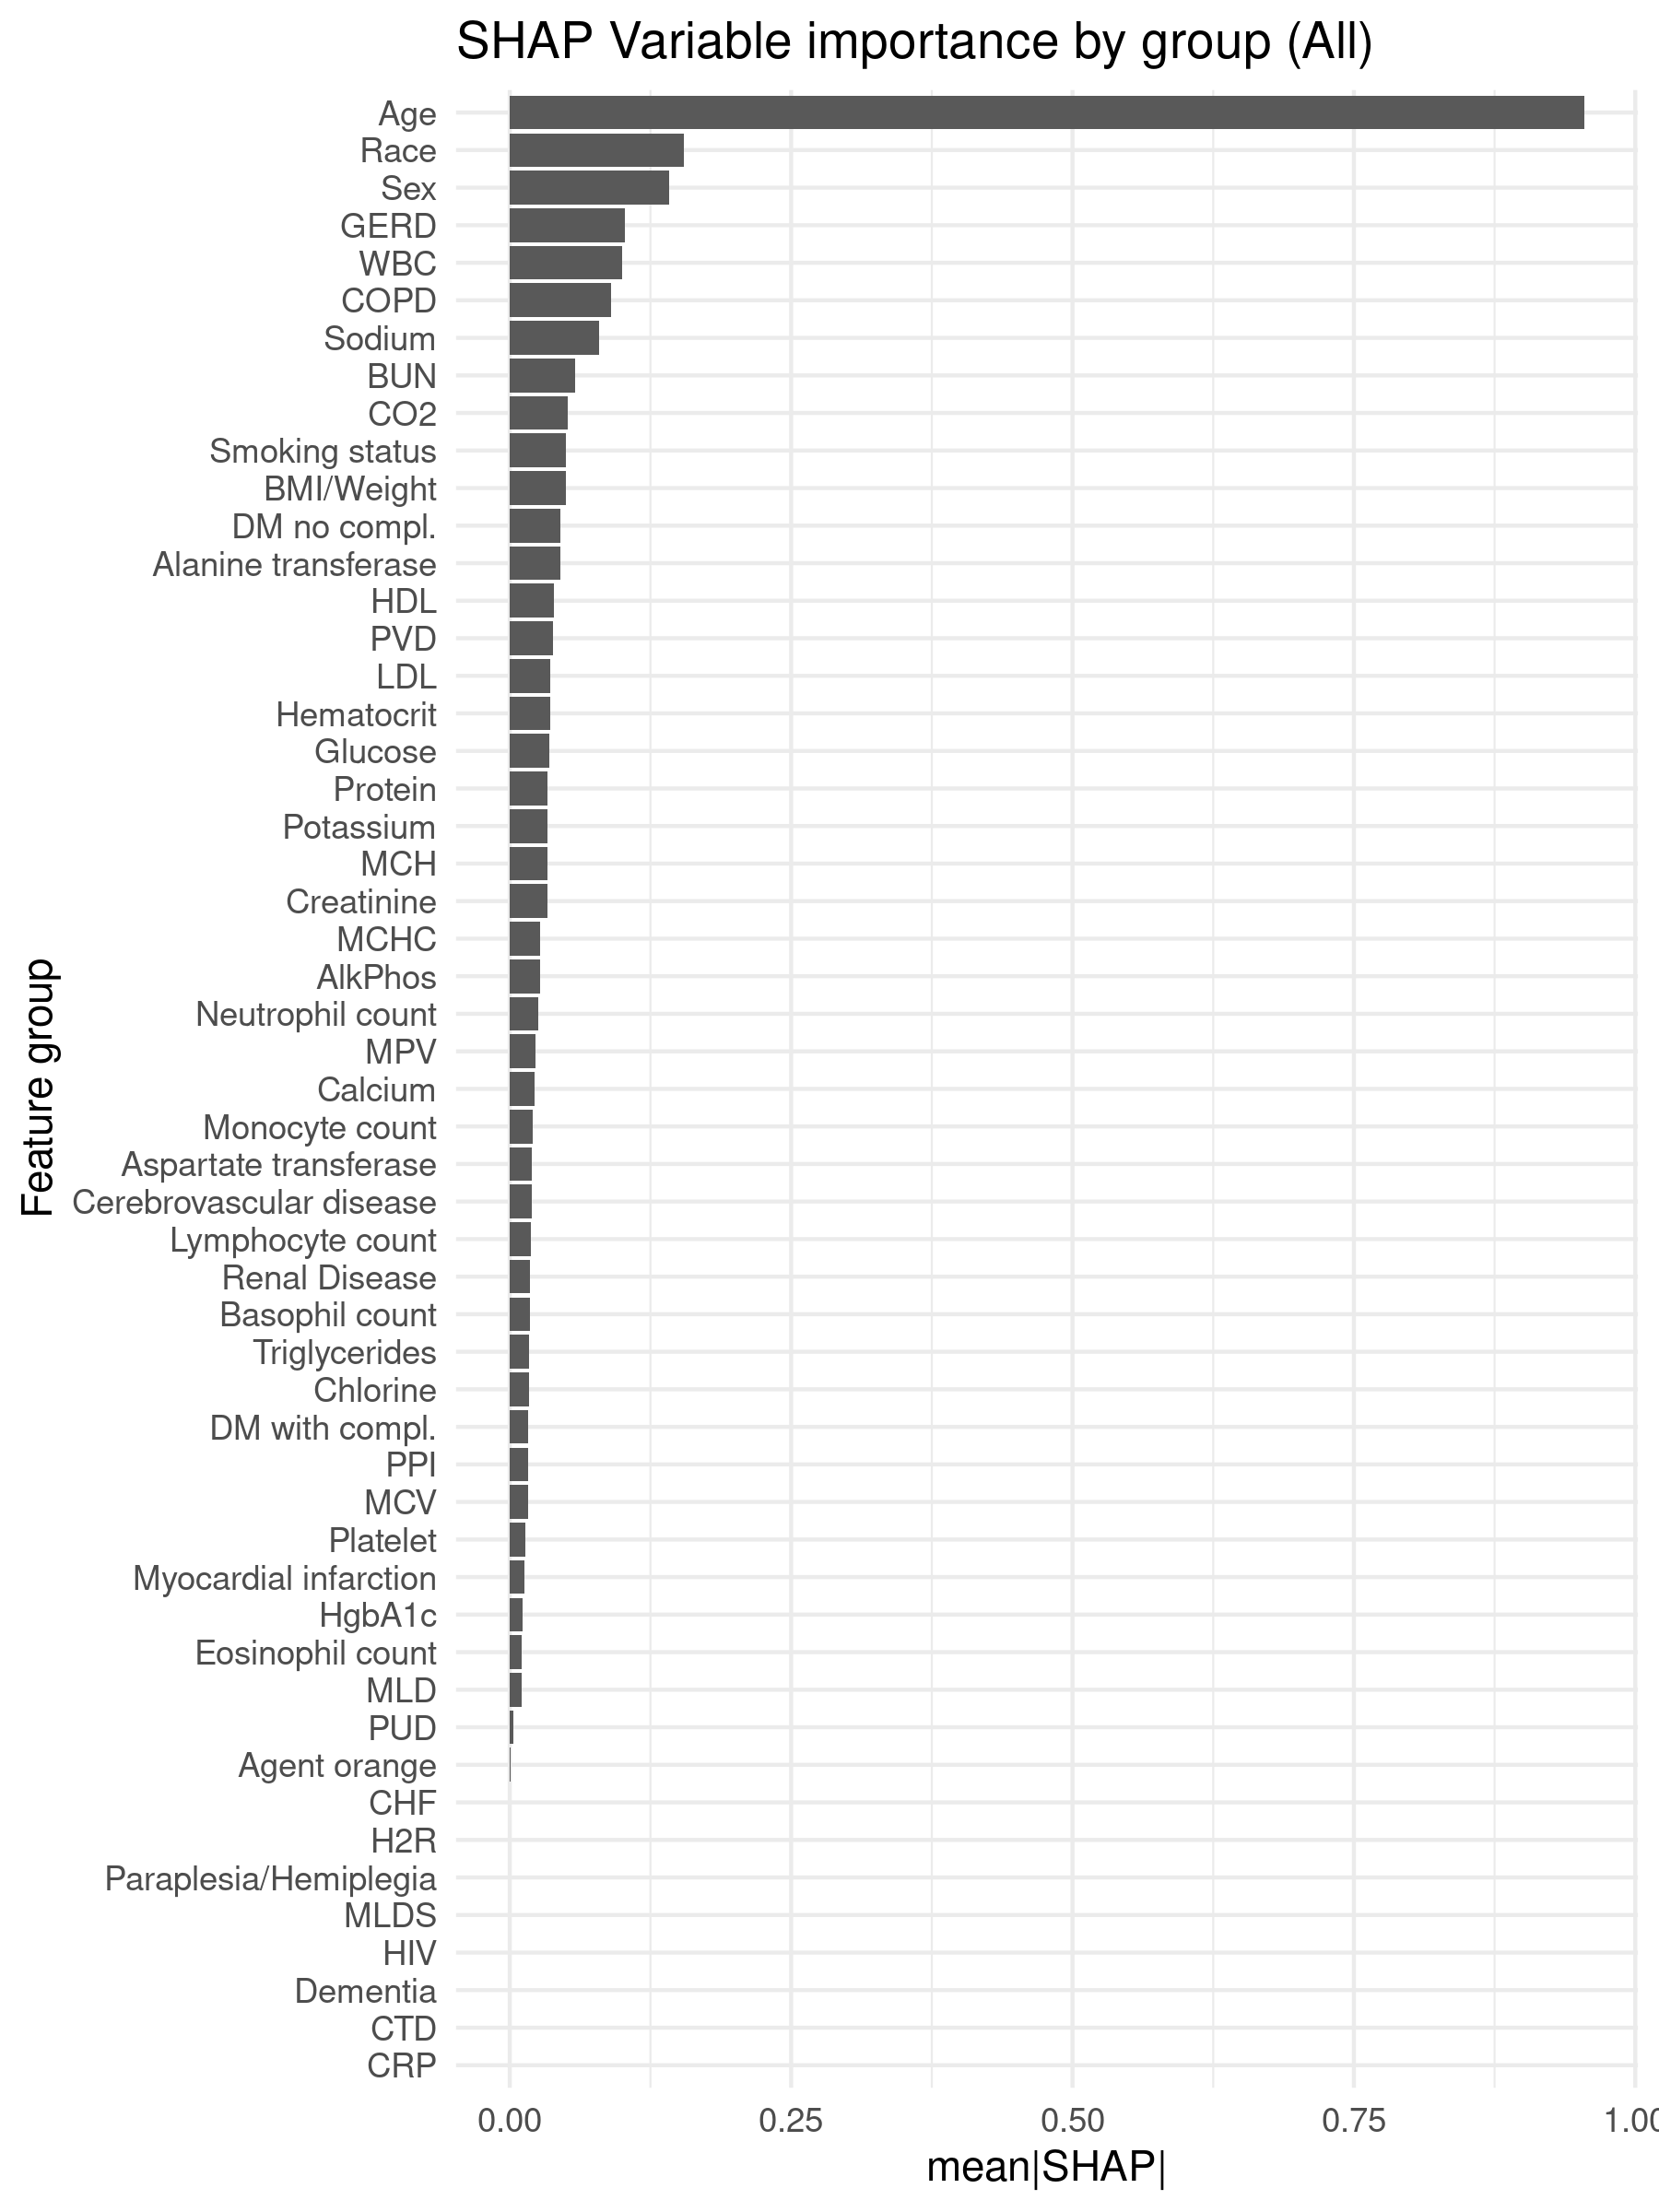 SHAP Variable importance by group (All)
Age
Race
Sex
GERD
WBC
COPD
Sodium
BUN
CO2
Smoking status
BMI/Weight
DM no compl.
Alanine transferase
HDL
PVD
LDL
Hematocrit
Glucose
Protein
Potassium
MCH
Creatinine
MCHC
AlkPhos
Neutrophil count
MPV
Calcium
Monocyte count
Aspartate transferase
Cerebrovascular disease
Lymphocyte count
Renal Disease
Basophil count
Triglycerides
Chlorine
DM with compl.
PPI
MCV
Platelet
Myocardial infarction
HgbA1c
Eosinophil count
MLD
PUD
Agent orange
CHF
H2R
Paraplesia/Hemiplegia
MLDS
HIV
Dementia
CTD
CRP
Feature group
0.00 0.25 0.50 0.75 1.00
mean|SHAP|